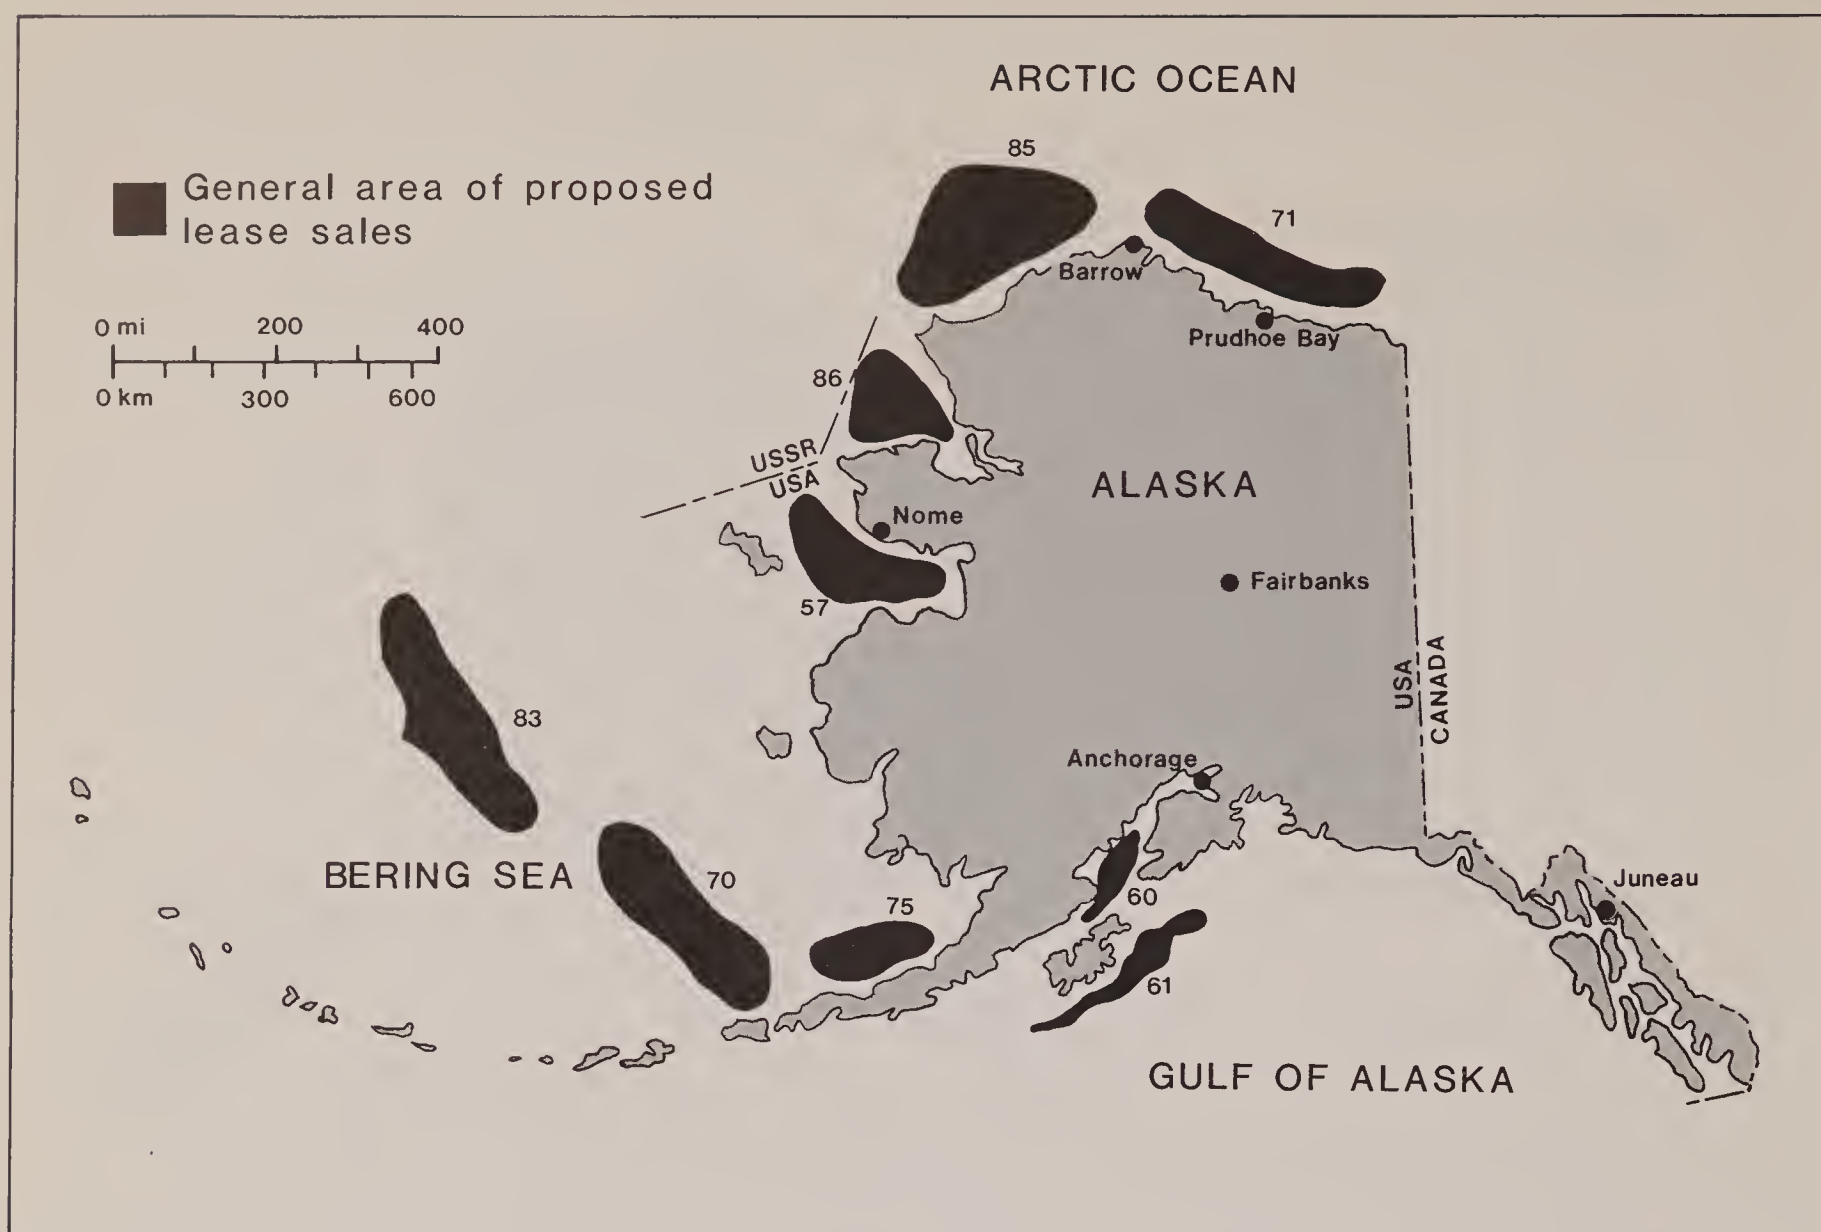 ARCTIC OCEAN
85
General area of proposed
lease sales
71
Barrow
0 mi 200 400
Prudhoe Bay
86
0 km 300 600
USSR
USA
ALASKA
Nome
Fairbanks
57
USA
CANADA
83
Anchorage
BERING SEA
70
Juneau
60
75
61
GULF OF ALASKA